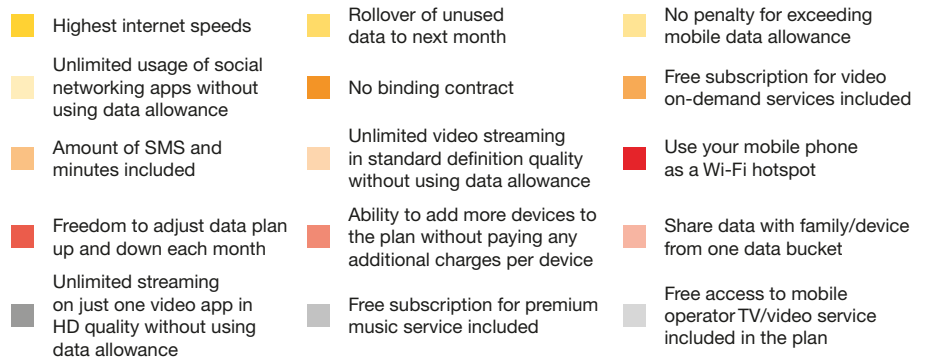 Highest internet speeds
Rollover of unused
data to next month
No penalty for exceeding
mobile data allowance
Unlimited usage of social
networking apps without
using data allowance
No binding contract
Free subscription for video
on-demand services included
Amount of SMS and
minutes included
Unlimited video streaming
in standard definition quality
without using data allowance
Use your mobile phone
as a Wi-Fi hotspot
Freedom to adjust data plan
up and down each month
Ability to add more devices to
the plan without paying any
additional charges per device
Share data with family/device
from one data bucket
Unlimited streaming
on just one video app in
HD quality without using
data allowance
Free subscription for premium
music service included
Free access to mobile
operator TV/video service
included in the plan